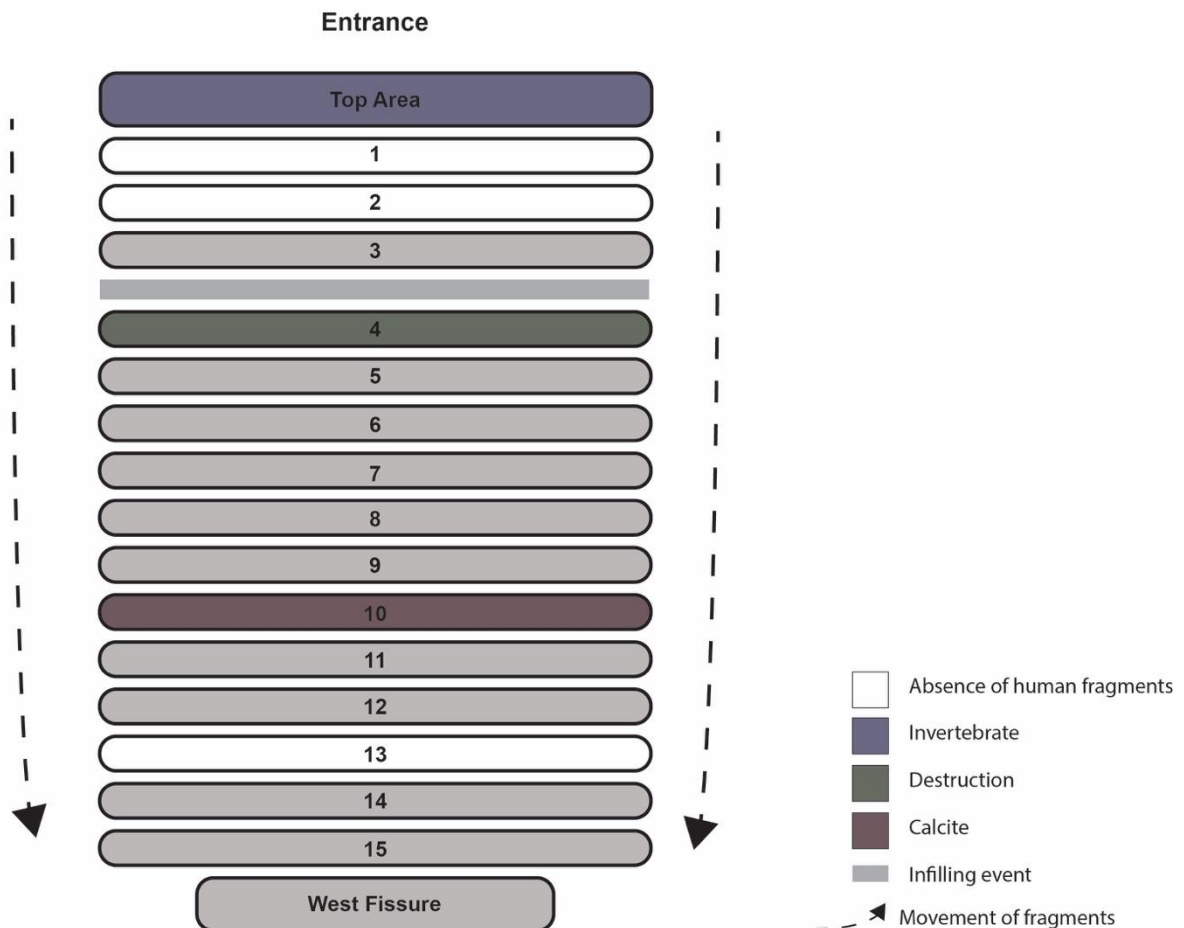 Entrance
Top Area
1
2
3
4
5
6
7
8
9
10
11
12
13
14
15
West Fissure
Absence of human fragments
Invertebrate
Destruction
Calcite
Infilling event
Movement of fragments